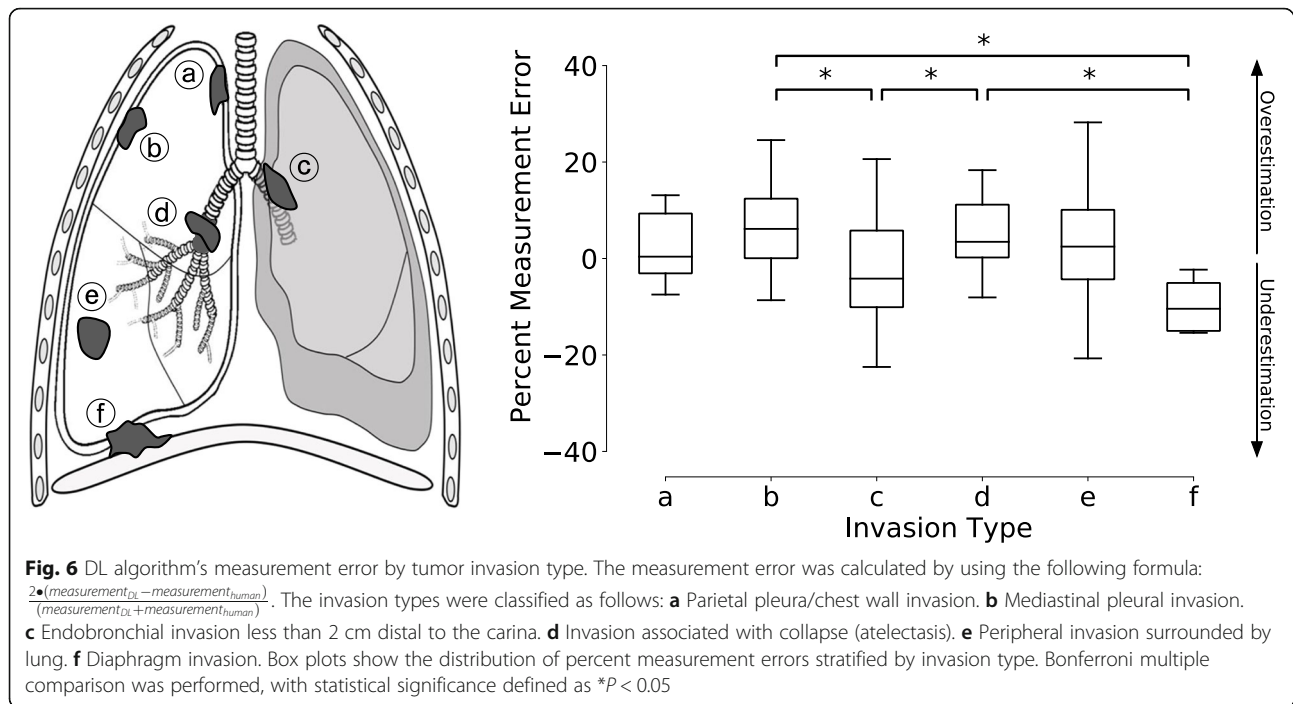 a
b
c
d
e
f
Percent Measurement Error
40
20
0
−20
−40
* * * *
a b c d e f
Invasion Type
Overestimation
Underestimation
Fig. 6 DL algorithm's measurement error by tumor invasion type. The measurement error was calculated by using the following formula:
2•(measurement_DL−measurement_human)
(measurement_DL+measurement_human)
. The invasion types were classified as follows: a Parietal pleura/chest wall invasion. b Mediastinal pleural invasion.
c Endobronchial invasion less than 2 cm distal to the carina. d Invasion associated with collapse (atelectasis). e Peripheral invasion surrounded by
lung. f Diaphragm invasion. Box plots show the distribution of percent measurement errors stratified by invasion type. Bonferroni multiple
comparison was performed, with statistical significance defined as *P < 0.05